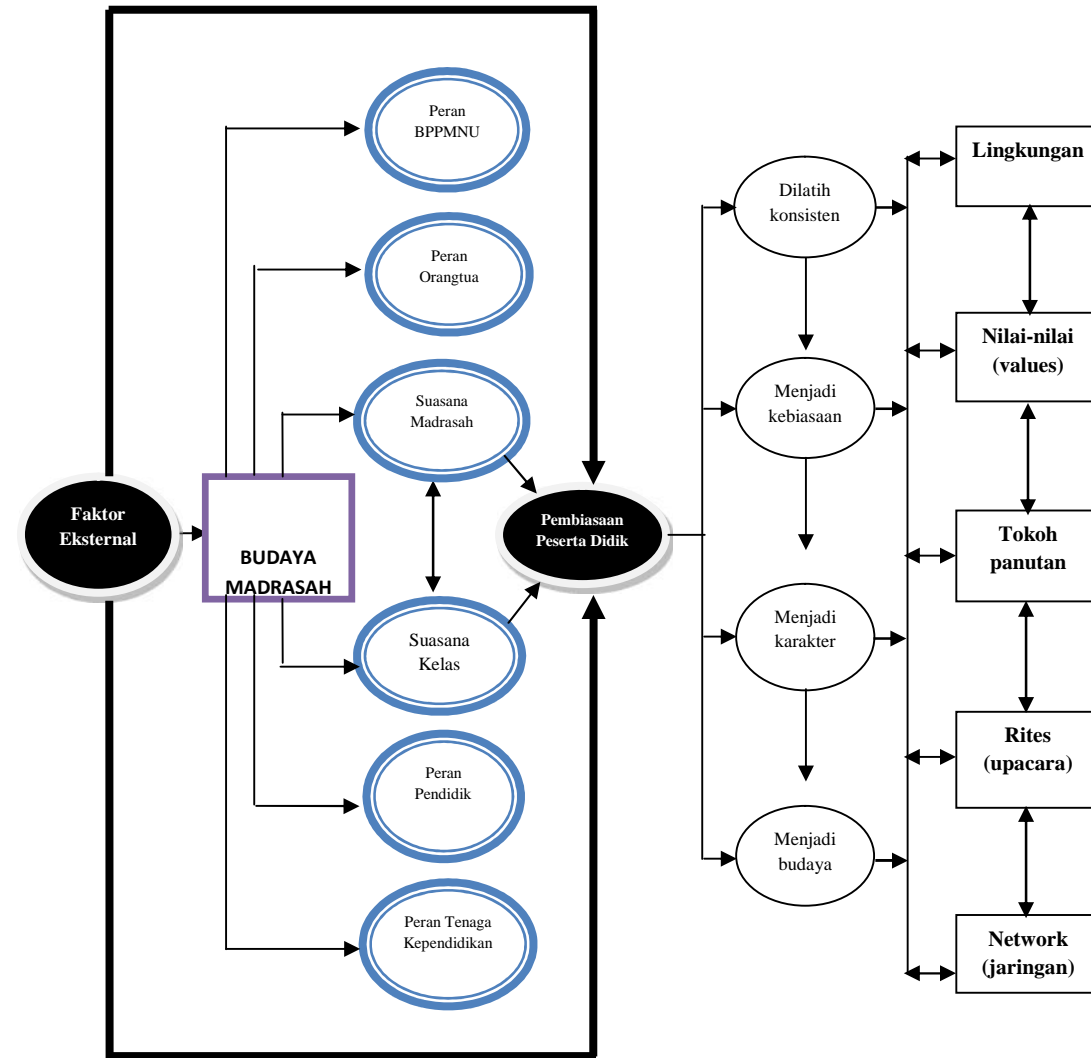 Peran
BPPMNU
Peran
Orangtua
Suasana
Madrasah
Faktor
Eksternal
BUDAYA
MADRASAH
Suasana
Kelas
Peran
Pendidik
Peran Tenaga
Kependidikan
Pembiasaan
Peserta Didik
Dilatih
konsisten
Menjadi
kebiasaan
Menjadi
karakter
Menjadi
budaya
Lingkungan
Nilai-nilai
(values)
Tokoh
panutan
Rites
(upacara)
Network
(jaringan)